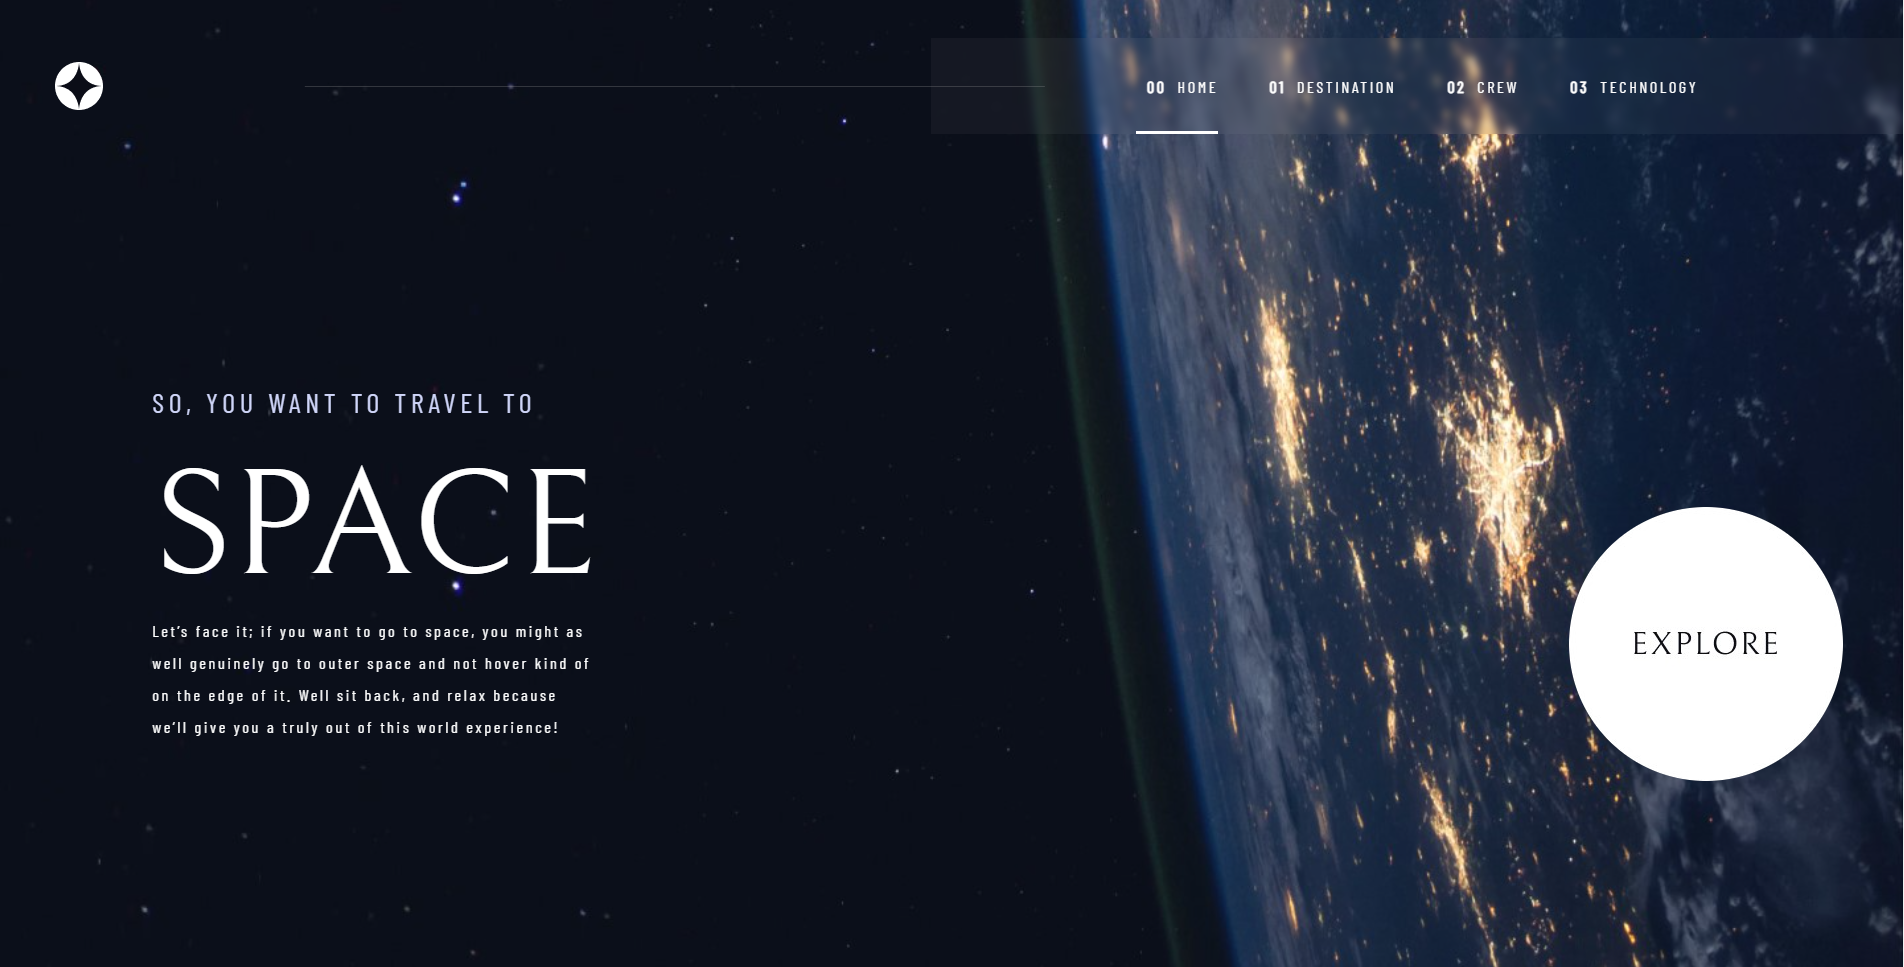 00 HOME 01 DESTINATION 02 CREW 03 TECHNOLOGY
SO, YOU WANT TO TRAVEL TO
SPACE
Let’s face it; if you want to go to space, you might as
well genuinely go to outer space and not hover kind of
on the edge of it. Well sit back, and relax because
we’ll give you a truly out of this world experience!
EXPLORE